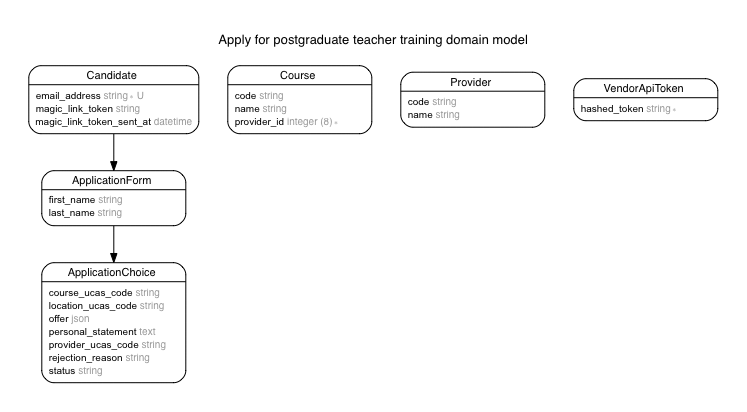 Apply for postgraduate teacher training domain model
Candidate
email_address string * U
magic_link_token string
magic_link_token_sent_at datetime
Course
code string
name string
provider_id integer (8) *
Provider
code string
name string
VendorApiToken
hashed_token string *
ApplicationForm
first_name string
last_name string
ApplicationChoice
course_ucas_code string
location_ucas_code string
offer json
personal_statement text
provider_ucas_code string
rejection_reason string
status string